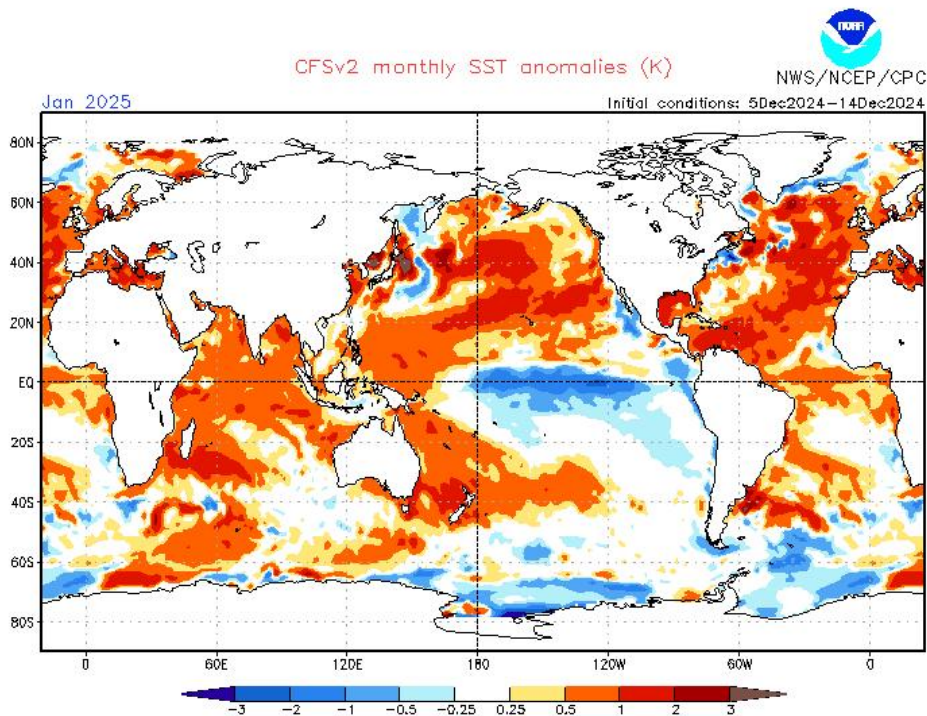 NOAA
CFSv2 monthly SST anomalies (K)
NWS/NCEP/CPC
Jan 2025
Initial conditions: 5Dec2024–14Dec2024
80N
60N
40N
20N
EQ
20S
40S
60S
80S
0 60E 120E 180 120W 60W 0
-3 -2 -1 -0.5 -0.25 0.25 0.5 1 2 3